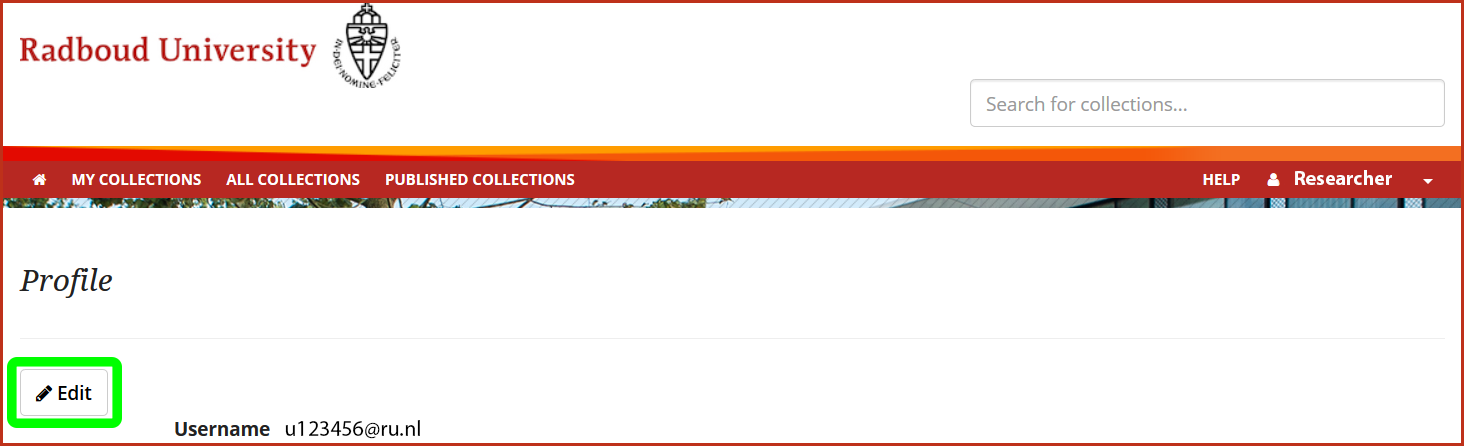 Radboud University
IN·DEI·NOMINE·FELICITER
Search for collections...
MY COLLECTIONS ALL COLLECTIONS PUBLISHED COLLECTIONS HELP Researcher
Profile
Edit
Username u123456@ru.nl